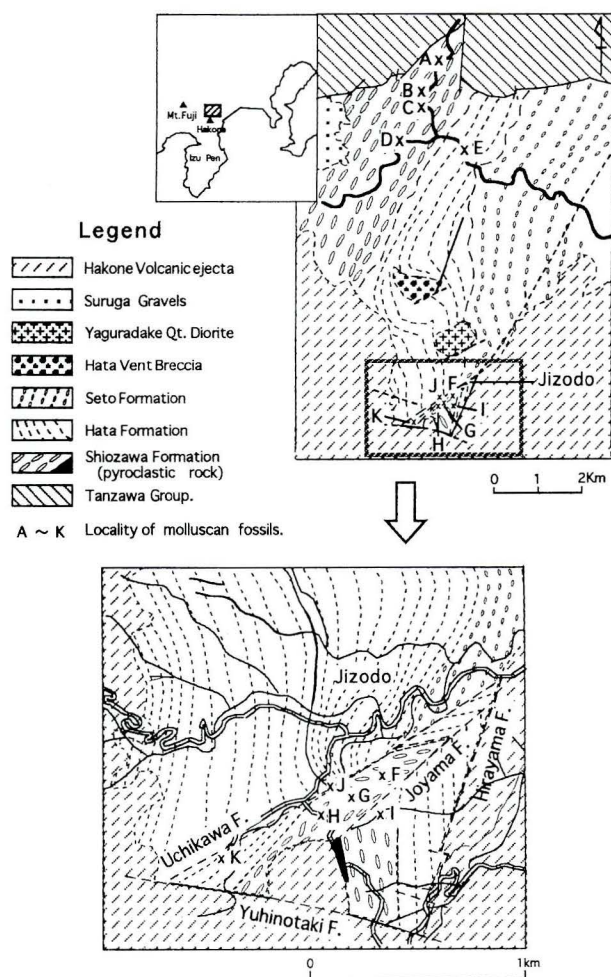 Mt.Fuji
Hakone
Izu Pen
A
B
C
D
E
J F
Jizodo
K
I
G
H
0 1 2Km
Legend
Hakone Volcanic ejecta
Suruga Gravels
Yaguradake Qt. Diorite
Hata Vent Breccia
Seto Formation
Hata Formation
Shiozawa Formation
(pyroclastic rock)
Tanzawa Group.
A ~ K Locality of molluscan fossils.
Jizodo
Hirayama F.
Joyama F.
F
J
G
H
I
Uchikawa F.
K
Yuhinotaki F.
0 1km